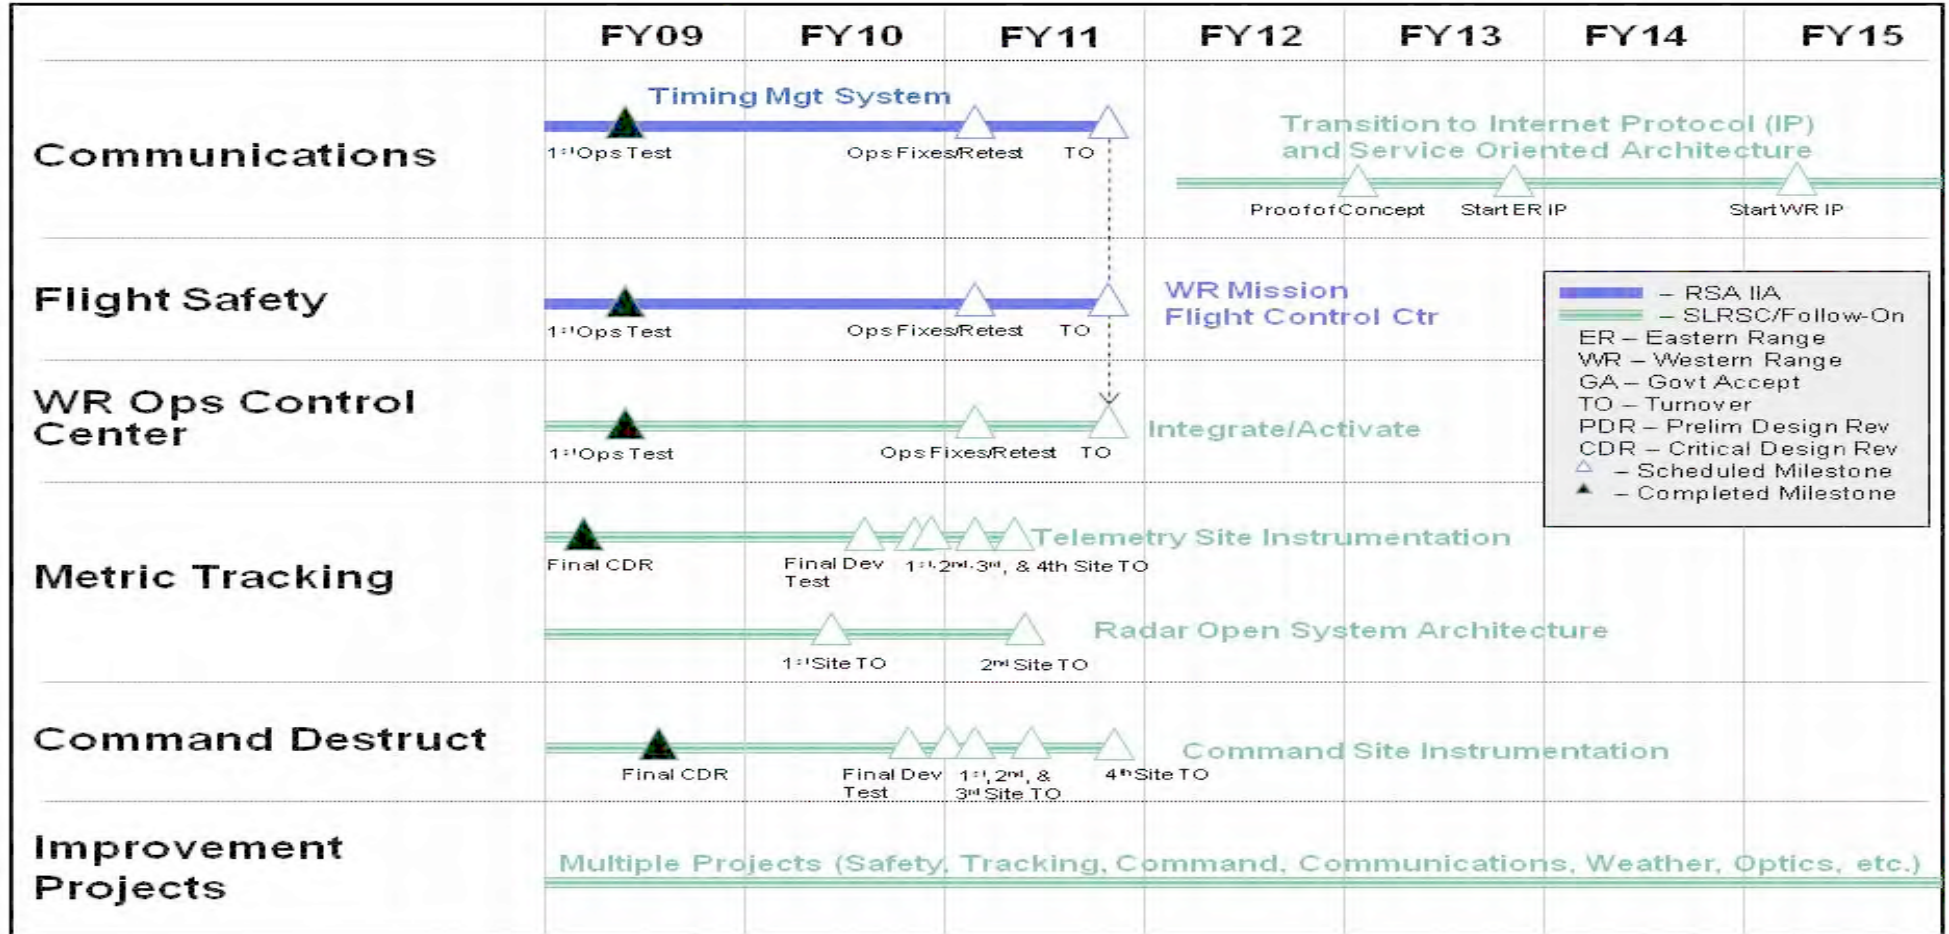 FY09 FY10 FY11 FY12 FY13 FY14 FY15
Communications
Timing Mgt System
1st Ops Test
Ops Fixes/Retest
TO
Transition to Internet Protocol (IP)
and Service Oriented Architecture
Proof of Concept
Start ER IP
Start WR IP
Flight Safety
1st Ops Test
Ops Fixes/Retest
TO
WR Mission
Flight Control Ctr
WR Ops Control
Center
1st Ops Test
Ops Fixes/Retest
TO
Integrate/Activate
– RSA IIA
– SLRSC/Follow-On
ER – Eastern Range
WR – Western Range
GA – Govt Accept
TO – Turnover
PDR – Prelim Design Rev
CDR – Critical Design Rev
– Scheduled Milestone
– Completed Milestone
Metric Tracking
Telemetry Site Instrumentation
Final CDR
Final Dev
Test
1st, 2nd, 3rd, & 4th Site TO
Radar Open System Architecture
1st Site TO
2nd Site TO
Command Destruct
Command Site Instrumentation
Final CDR
Final Dev
Test
1st, 2nd, &
3rd Site TO
4th Site TO
Improvement
Projects
Multiple Projects (Safety, Tracking, Command, Communications, Weather, Optics, etc.)